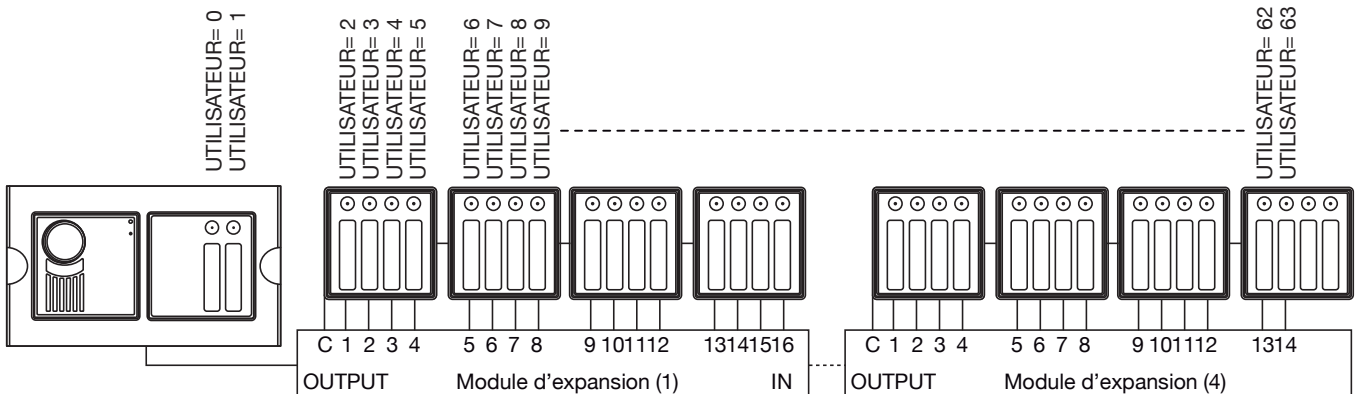 UTILISATEUR= 0
UTILISATEUR= 1
UTILISATEUR= 2
UTILISATEUR= 3
UTILISATEUR= 4
UTILISATEUR= 5
UTILISATEUR= 6
UTILISATEUR= 7
UTILISATEUR= 8
UTILISATEUR= 9
UTILISATEUR= 62
UTILISATEUR= 63
C 1 2 3 4 5 6 7 8 9 10 11 12 13 14 15 16
OUTPUT Module d'expansion (1) IN
C 1 2 3 4 5 6 7 8 9 10 11 12 13 14
OUTPUT Module d'expansion (4)